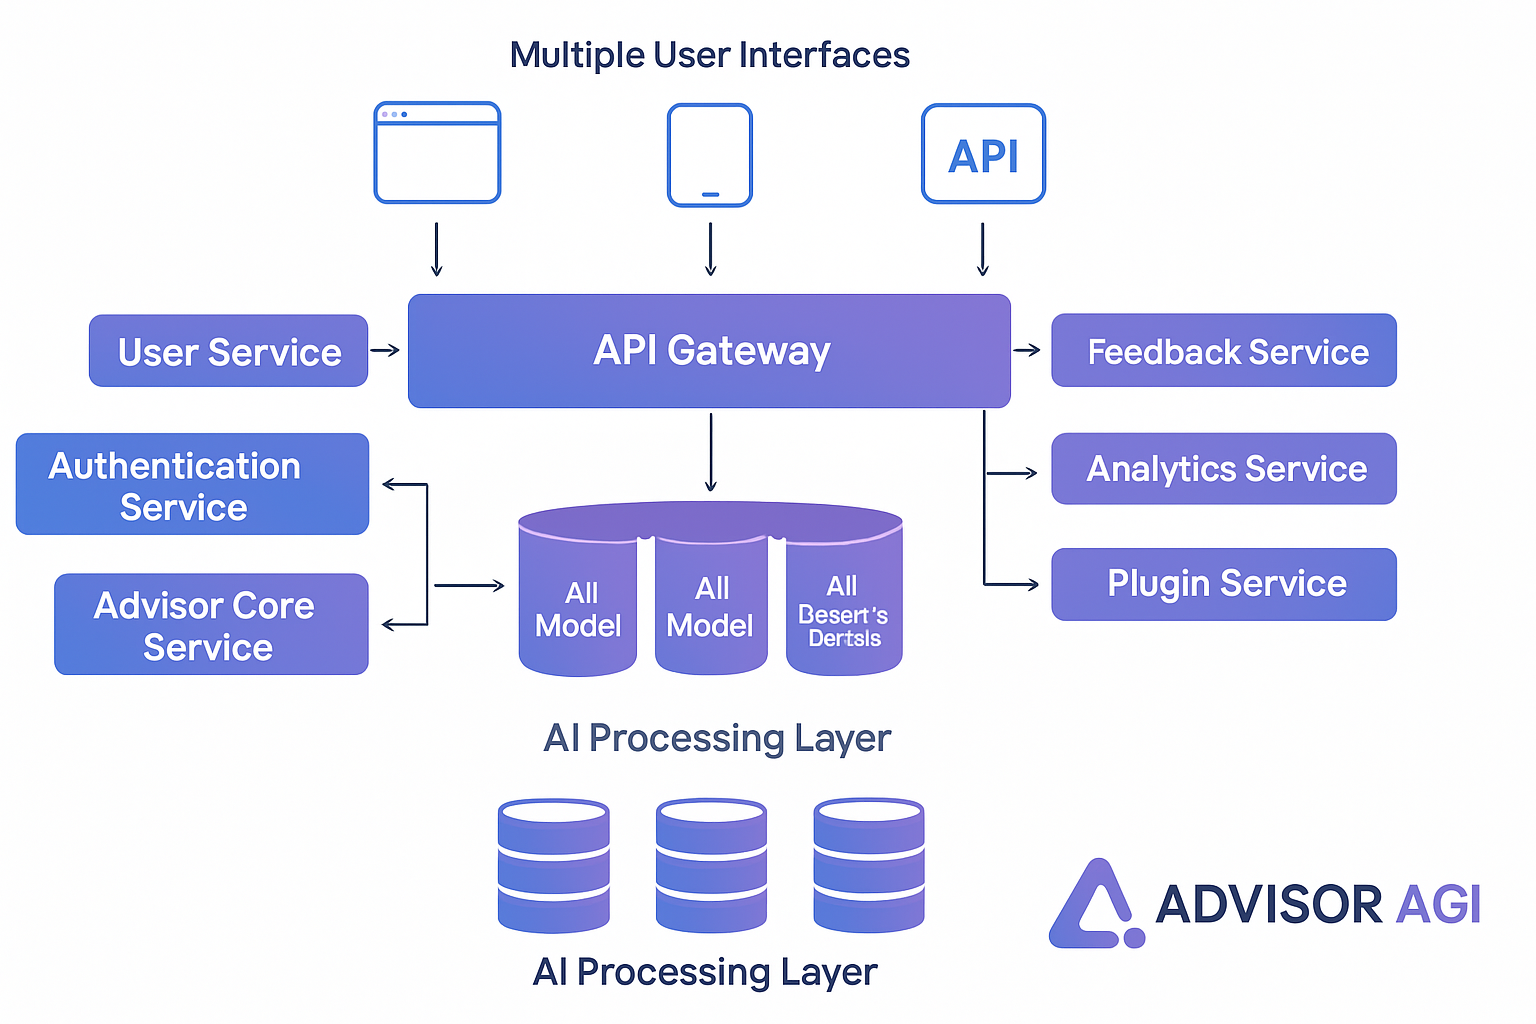 Multiple User Interfaces
API
User Service
API Gateway
Feedback Service
Authentication
Service
Analytics Service
Advisor Core
Service
Plugin Service
All
Model
All
Model
All
Besert's
Dertsls
AI Processing Layer
ADVISOR AGI
AI Processing Layer